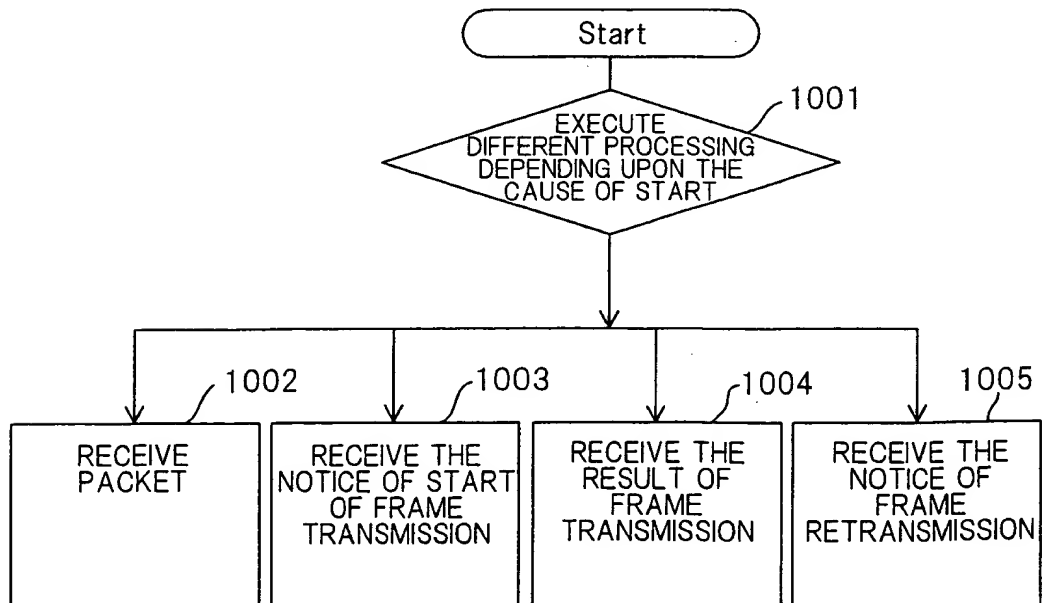 Start
1001
EXECUTE
DIFFERENT PROCESSING
DEPENDING UPON THE
CAUSE OF START
1002
1003
1004
1005
RECEIVE
PACKET
RECEIVE THE
NOTICE OF START
OF FRAME
TRANSMISSION
RECEIVE THE
RESULT OF
FRAME
TRANSMISSION
RECEIVE THE
NOTICE OF
FRAME
RETRANSMISSION